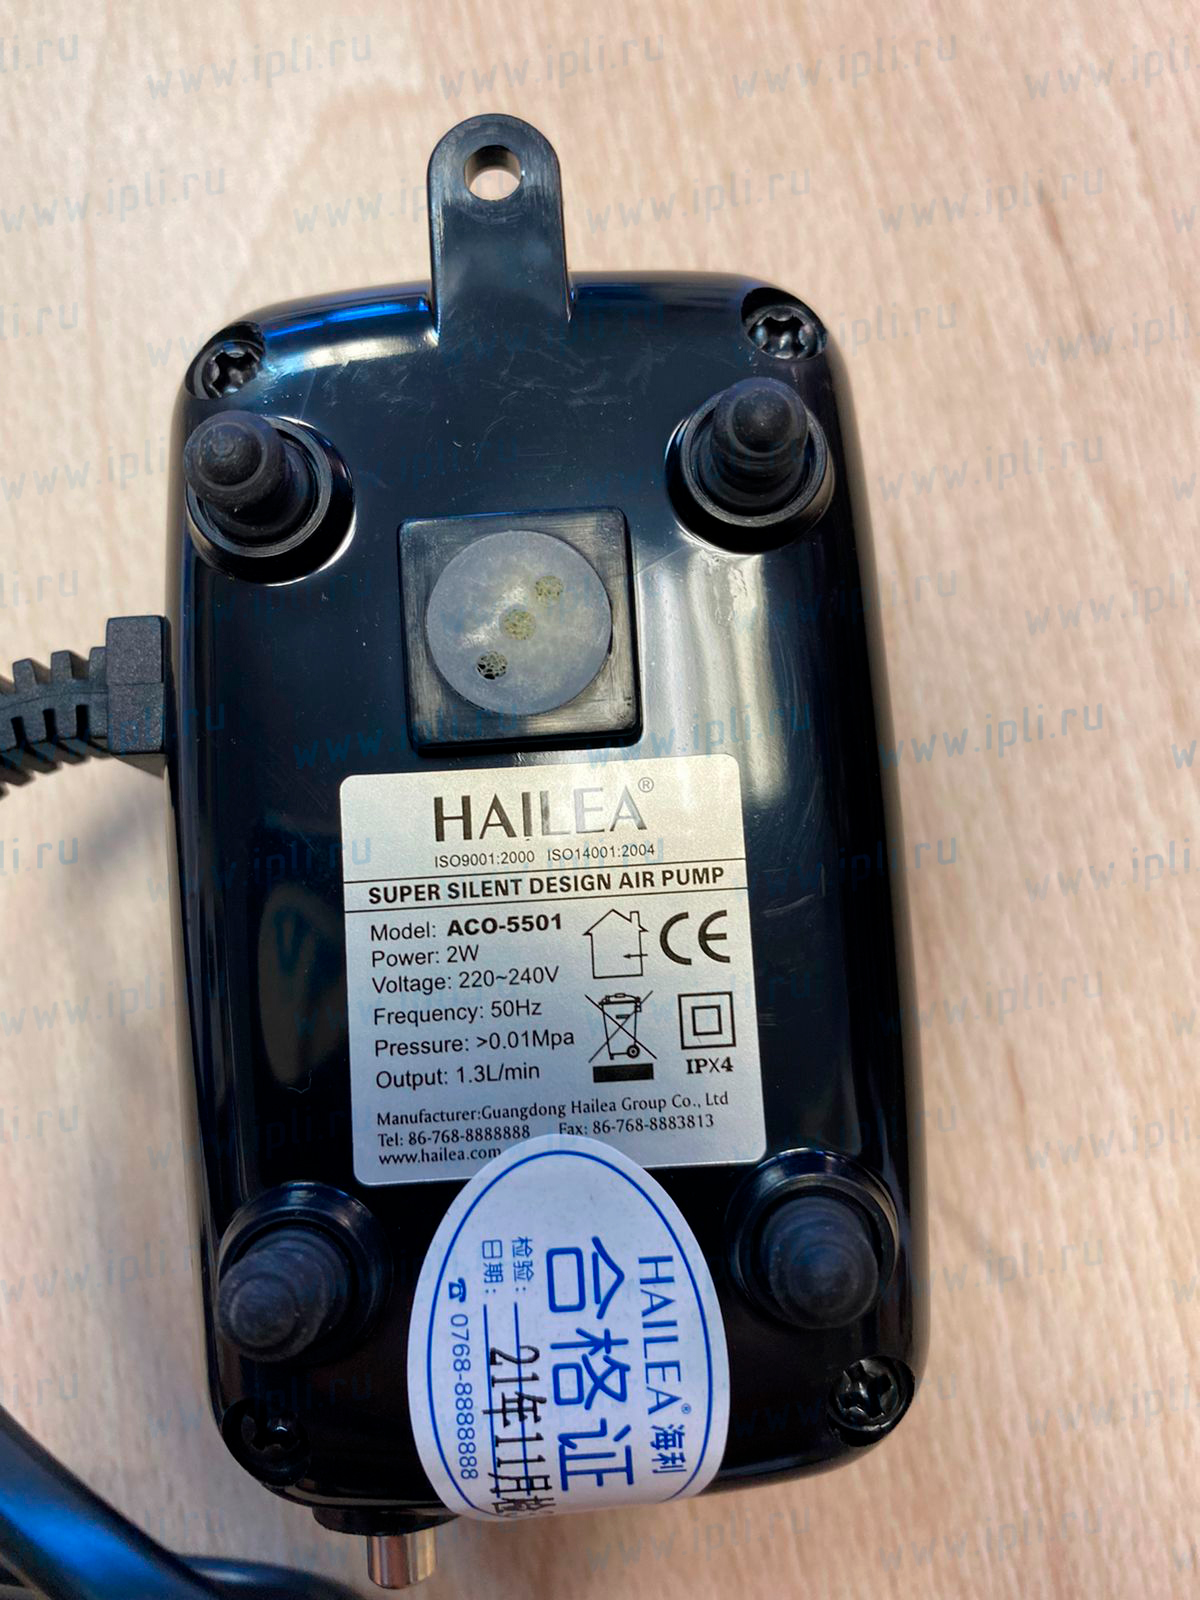 HAILEA®
ISO9001:2000 ISO14001:2004
SUPER SILENT DESIGN AIR PUMP
Model: ACO-5501
Power: 2W
Voltage: 220~240V
Frequency: 50Hz
Pressure: >0.01Mpa
Output: 1.3L/min
CE
IPX4
Manufacturer:Guangdong Hailea Group Co., Ltd
Tel: 86-768-8888888 Fax: 86-768-8883813
www.hailea.com
HAILEA®海利
合格证
检验:
日期:
21年11月检
☎ 0768-8888888
www.ipli.ru